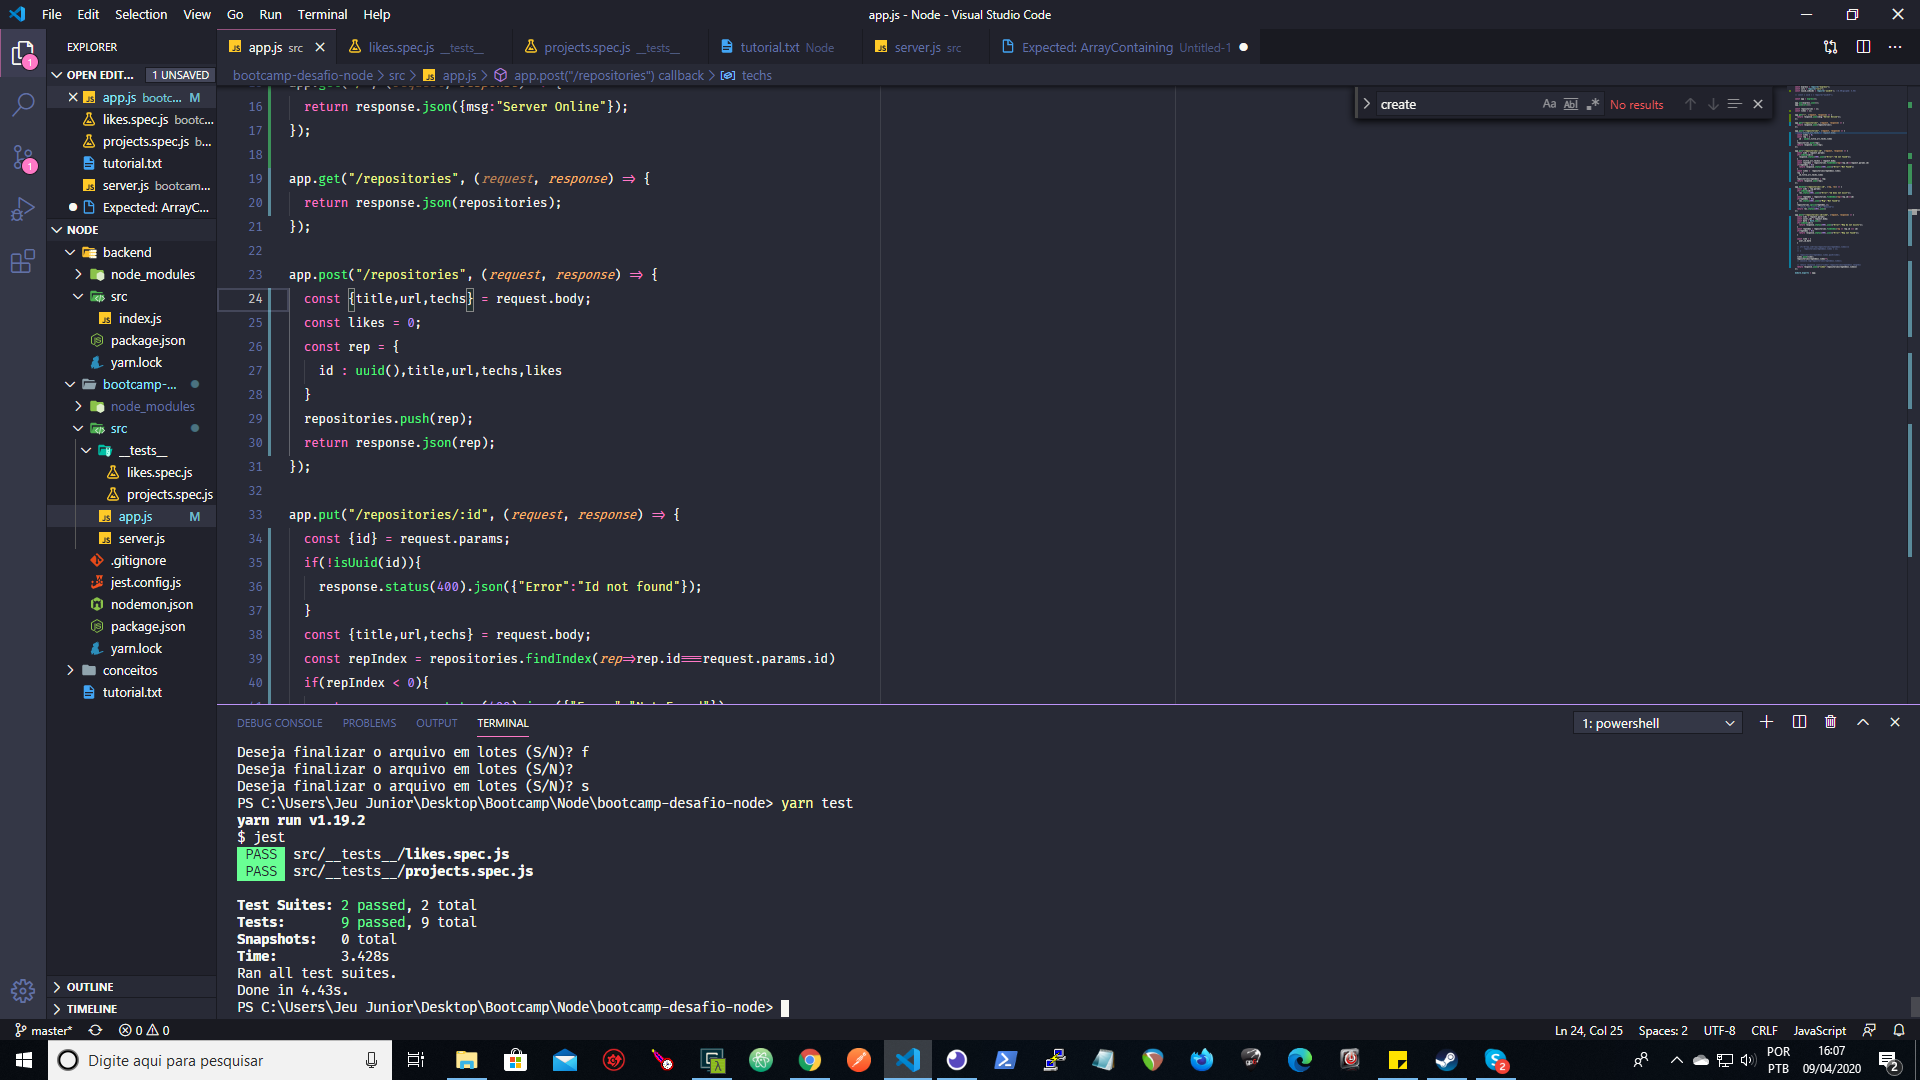 File Edit Selection View Go Run Terminal Help
app.js - Node - Visual Studio Code
EXPLORER
app.js src
likes.spec.js __tests__
projects.spec.js __tests__
tutorial.txt Node
server.js src
Expected: ArrayContaining Untitled-1
OPEN EDIT... 1 UNSAVED
app.js bootc... M
likes.spec.js bootc...
projects.spec.js b...
tutorial.txt
server.js bootcam...
Expected: ArrayC...
NODE
backend
node_modules
src
index.js
package.json
yarn.lock
bootcamp-...
node_modules
src
__tests__
likes.spec.js
projects.spec.js
app.js M
server.js
.gitignore
jest.config.js
nodemon.json
package.json
yarn.lock
conceitos
tutorial.txt
OUTLINE
TIMELINE
bootcamp-desafio-node > src > app.js > app.post("/repositories") callback > techs
create Aa Abl .* No results
16 return response.json({msg:"Server Online"});
17 });
18
19 app.get("/repositories", (request, response) => {
20 return response.json(repositories);
21 });
22
23 app.post("/repositories", (request, response) => {
24 const {title,url,techs} = request.body;
25 const likes = 0;
26 const rep = {
27 id : uuid(),title,url,techs,likes
28 }
29 repositories.push(rep);
30 return response.json(rep);
31 });
32
33 app.put("/repositories/:id", (request, response) => {
34 const {id} = request.params;
35 if(!isUuid(id)){
36 response.status(400).json({"Error":"Id not found"});
37 }
38 const {title,url,techs} = request.body;
39 const repIndex = repositories.findIndex(rep=>rep.id===request.params.id)
40 if(repIndex < 0){
DEBUG CONSOLE PROBLEMS OUTPUT TERMINAL
1: powershell
Deseja finalizar o arquivo em lotes (S/N)? f
Deseja finalizar o arquivo em lotes (S/N)?
Deseja finalizar o arquivo em lotes (S/N)? s
PS C:\Users\Jeu Junior\Desktop\Bootcamp\Node\bootcamp-desafio-node> yarn test
yarn run v1.19.2
$ jest
PASS src/__tests__/likes.spec.js
PASS src/__tests__/projects.spec.js
Test Suites: 2 passed, 2 total
Tests: 9 passed, 9 total
Snapshots: 0 total
Time: 3.428s
Ran all test suites.
Done in 4.43s.
PS C:\Users\Jeu Junior\Desktop\Bootcamp\Node\bootcamp-desafio-node>
master* 0 0
Ln 24, Col 25 Spaces: 2 UTF-8 CRLF JavaScript
Digite aqui para pesquisar
POR
PTB
16:07
09/04/2020